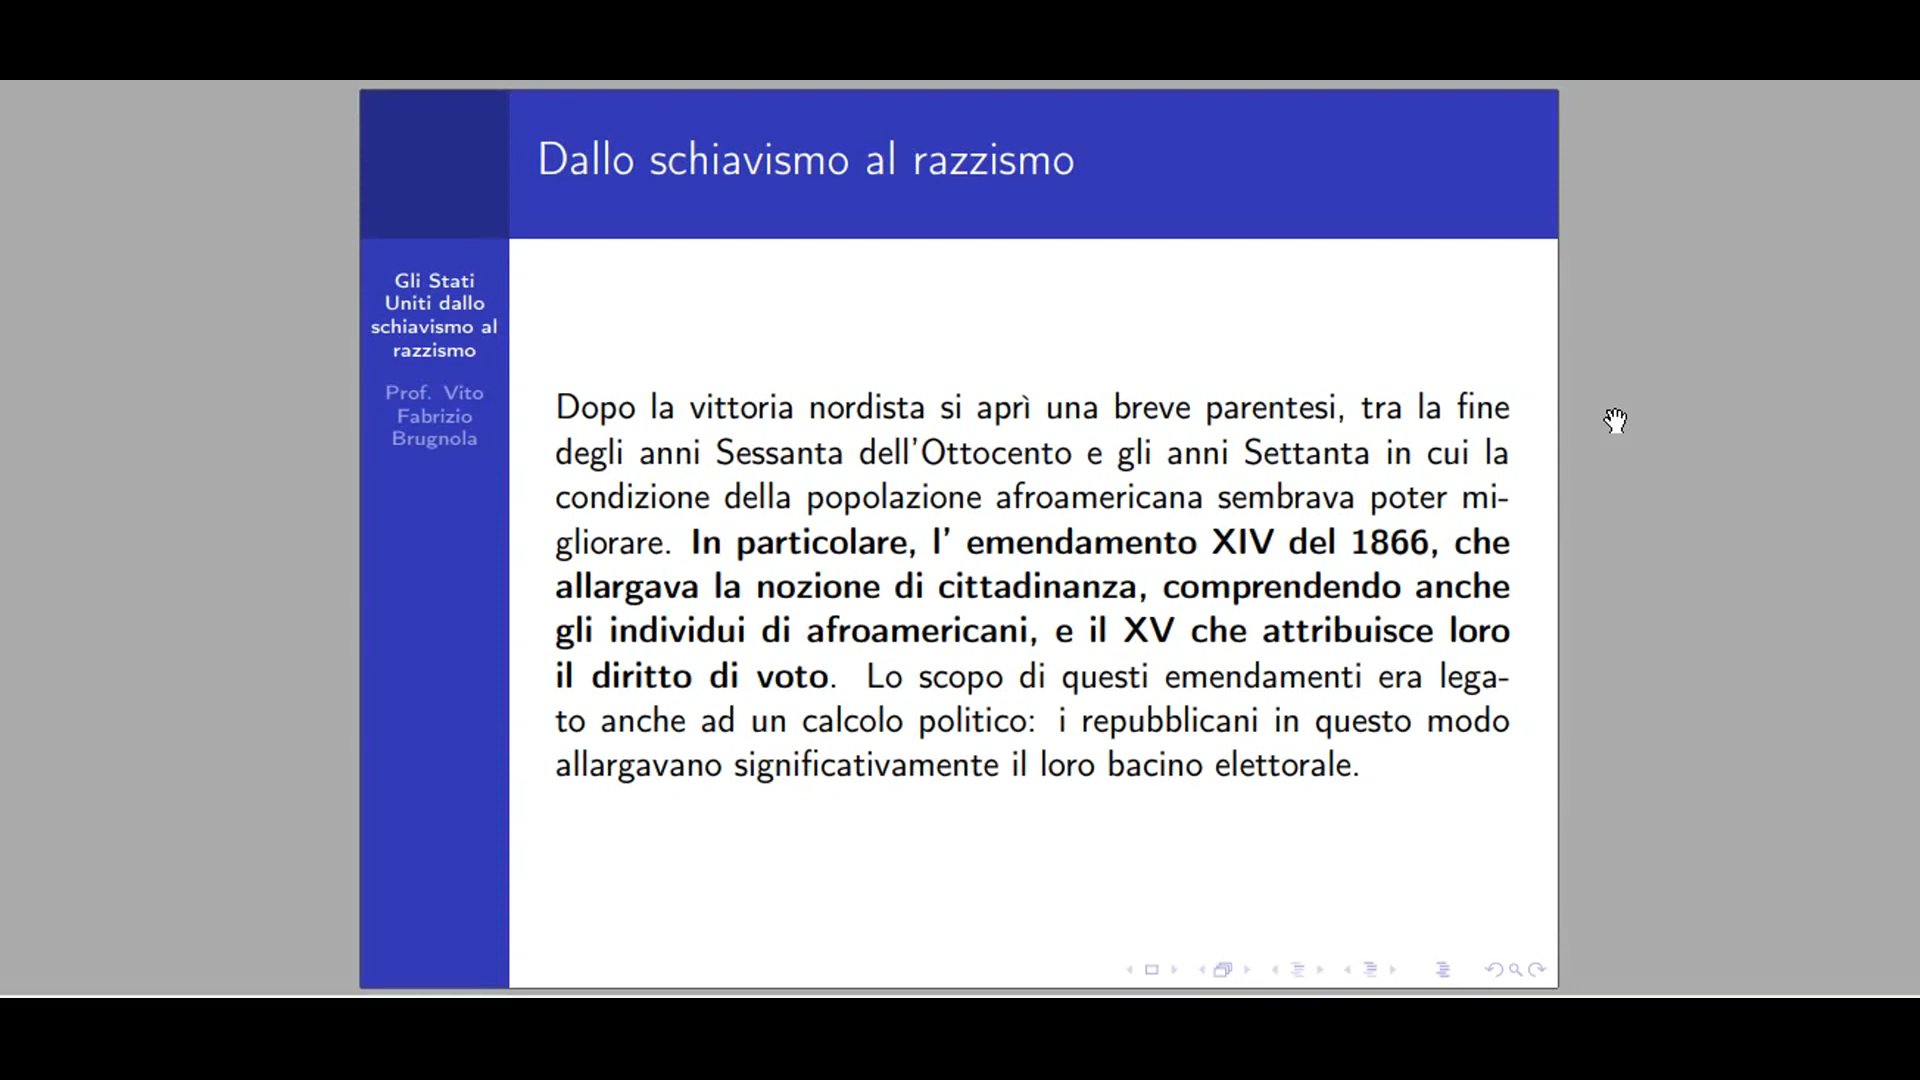 Dallo schiavismo al razzismo
Gli Stati
Uniti dallo
schiavismo al
razzismo
Prof. Vito
Fabrizio
Brugnola
Dopo la vittoria nordista si aprì una breve parentesi, tra la fine
degli anni Sessanta dell'Ottocento e gli anni Settanta in cui la
condizione della popolazione afroamericana sembrava poter mi-
gliorare. In particolare, l' emendamento XIV del 1866, che
allargava la nozione di cittadinanza, comprendendo anche
gli individui di afroamericani, e il XV che attribuisce loro
il diritto di voto. Lo scopo di questi emendamenti era lega-
to anche ad un calcolo politico: i repubblicani in questo modo
allargavano significativamente il loro bacino elettorale.